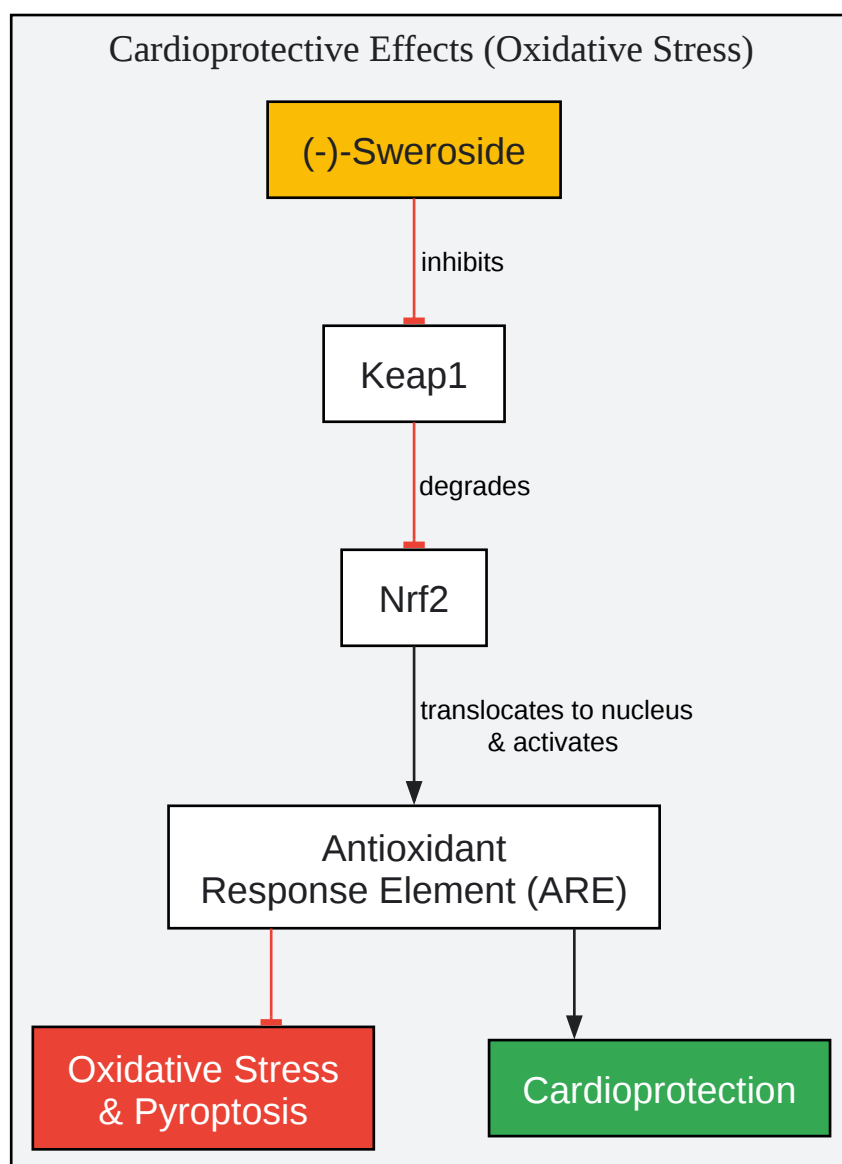 Cardioprotective Effects (Oxidative Stress)
(-)-Sweroside
inhibits
Keap1
degrades
Nrf2
translocates to nucleus
& activates
Antioxidant
Response Element (ARE)
Oxidative Stress
& Pyroptosis
Cardioprotection